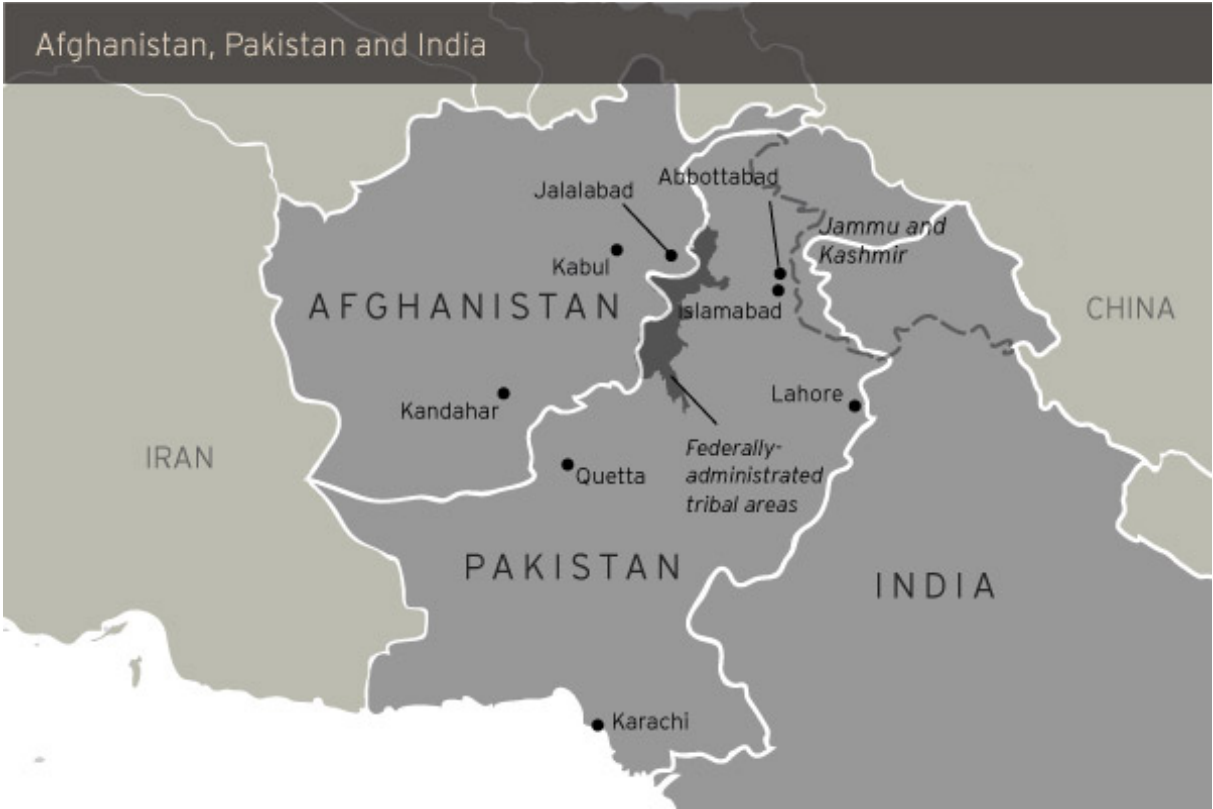 Afghanistan, Pakistan and India
Abbottabad
Jalalabad
Jammu and
Kashmir
Kabul
AFGHANISTAN
Islamabad
CHINA
Kandahar
Lahore
IRAN
Federally-
administrated
tribal areas
Quetta
PAKISTAN
INDIA
Karachi